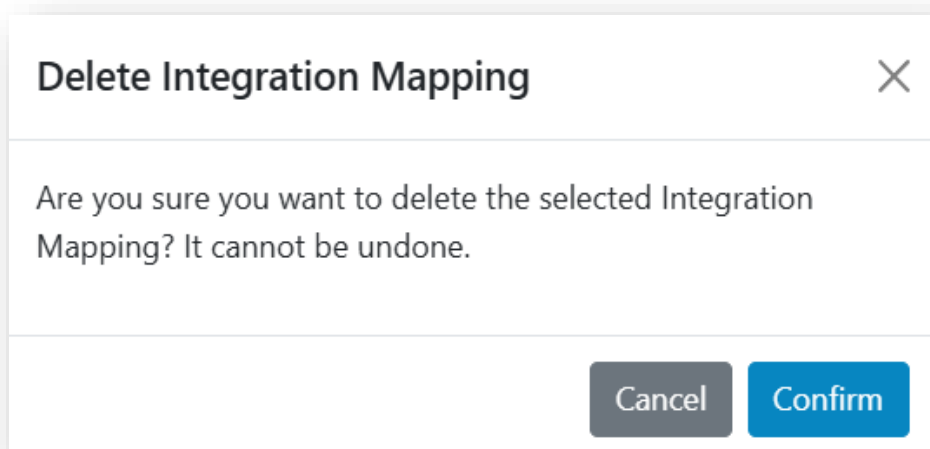 Delete Integration Mapping
Are you sure you want to delete the selected Integration
Mapping? It cannot be undone.
Cancel Confirm